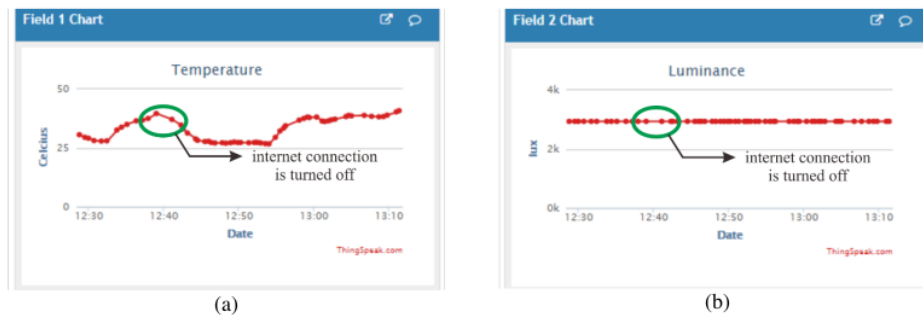 Field 1 Chart
Temperature
50
25
0
Celcius
12:30
12:40
12:50
13:00
13:10
Date
internet connection
is turned off
ThingSpeak.com
(a)
Field 2 Chart
Luminance
4k
2k
0k
lux
12:30
12:40
12:50
13:00
13:10
Date
internet connection
is turned off
ThingSpeak.com
(b)